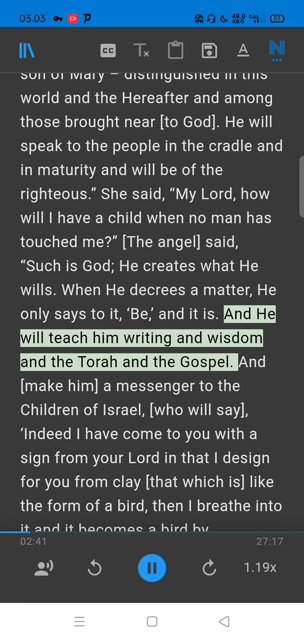 03.03
49.0
KB/S
CC
son of Mary – distinguished in this
world and the Hereafter and among
those brought near [to God]. He will
speak to the people in the cradle and
in maturity and will be of the
righteous.” She said, “My Lord, how
will I have a child when no man has
touched me?” [The angel] said,
“Such is God; He creates what He
wills. When He decrees a matter, He
only says to it, ‘Be,’ and it is. And He
will teach him writing and wisdom
and the Torah and the Gospel. And
[make him] a messenger to the
Children of Israel, [who will say],
‘Indeed I have come to you with a
sign from your Lord in that I design
for you from clay [that which is] like
the form of a bird, then I breathe into
it and it becomes a bird by
02:41
27:17
1.19x